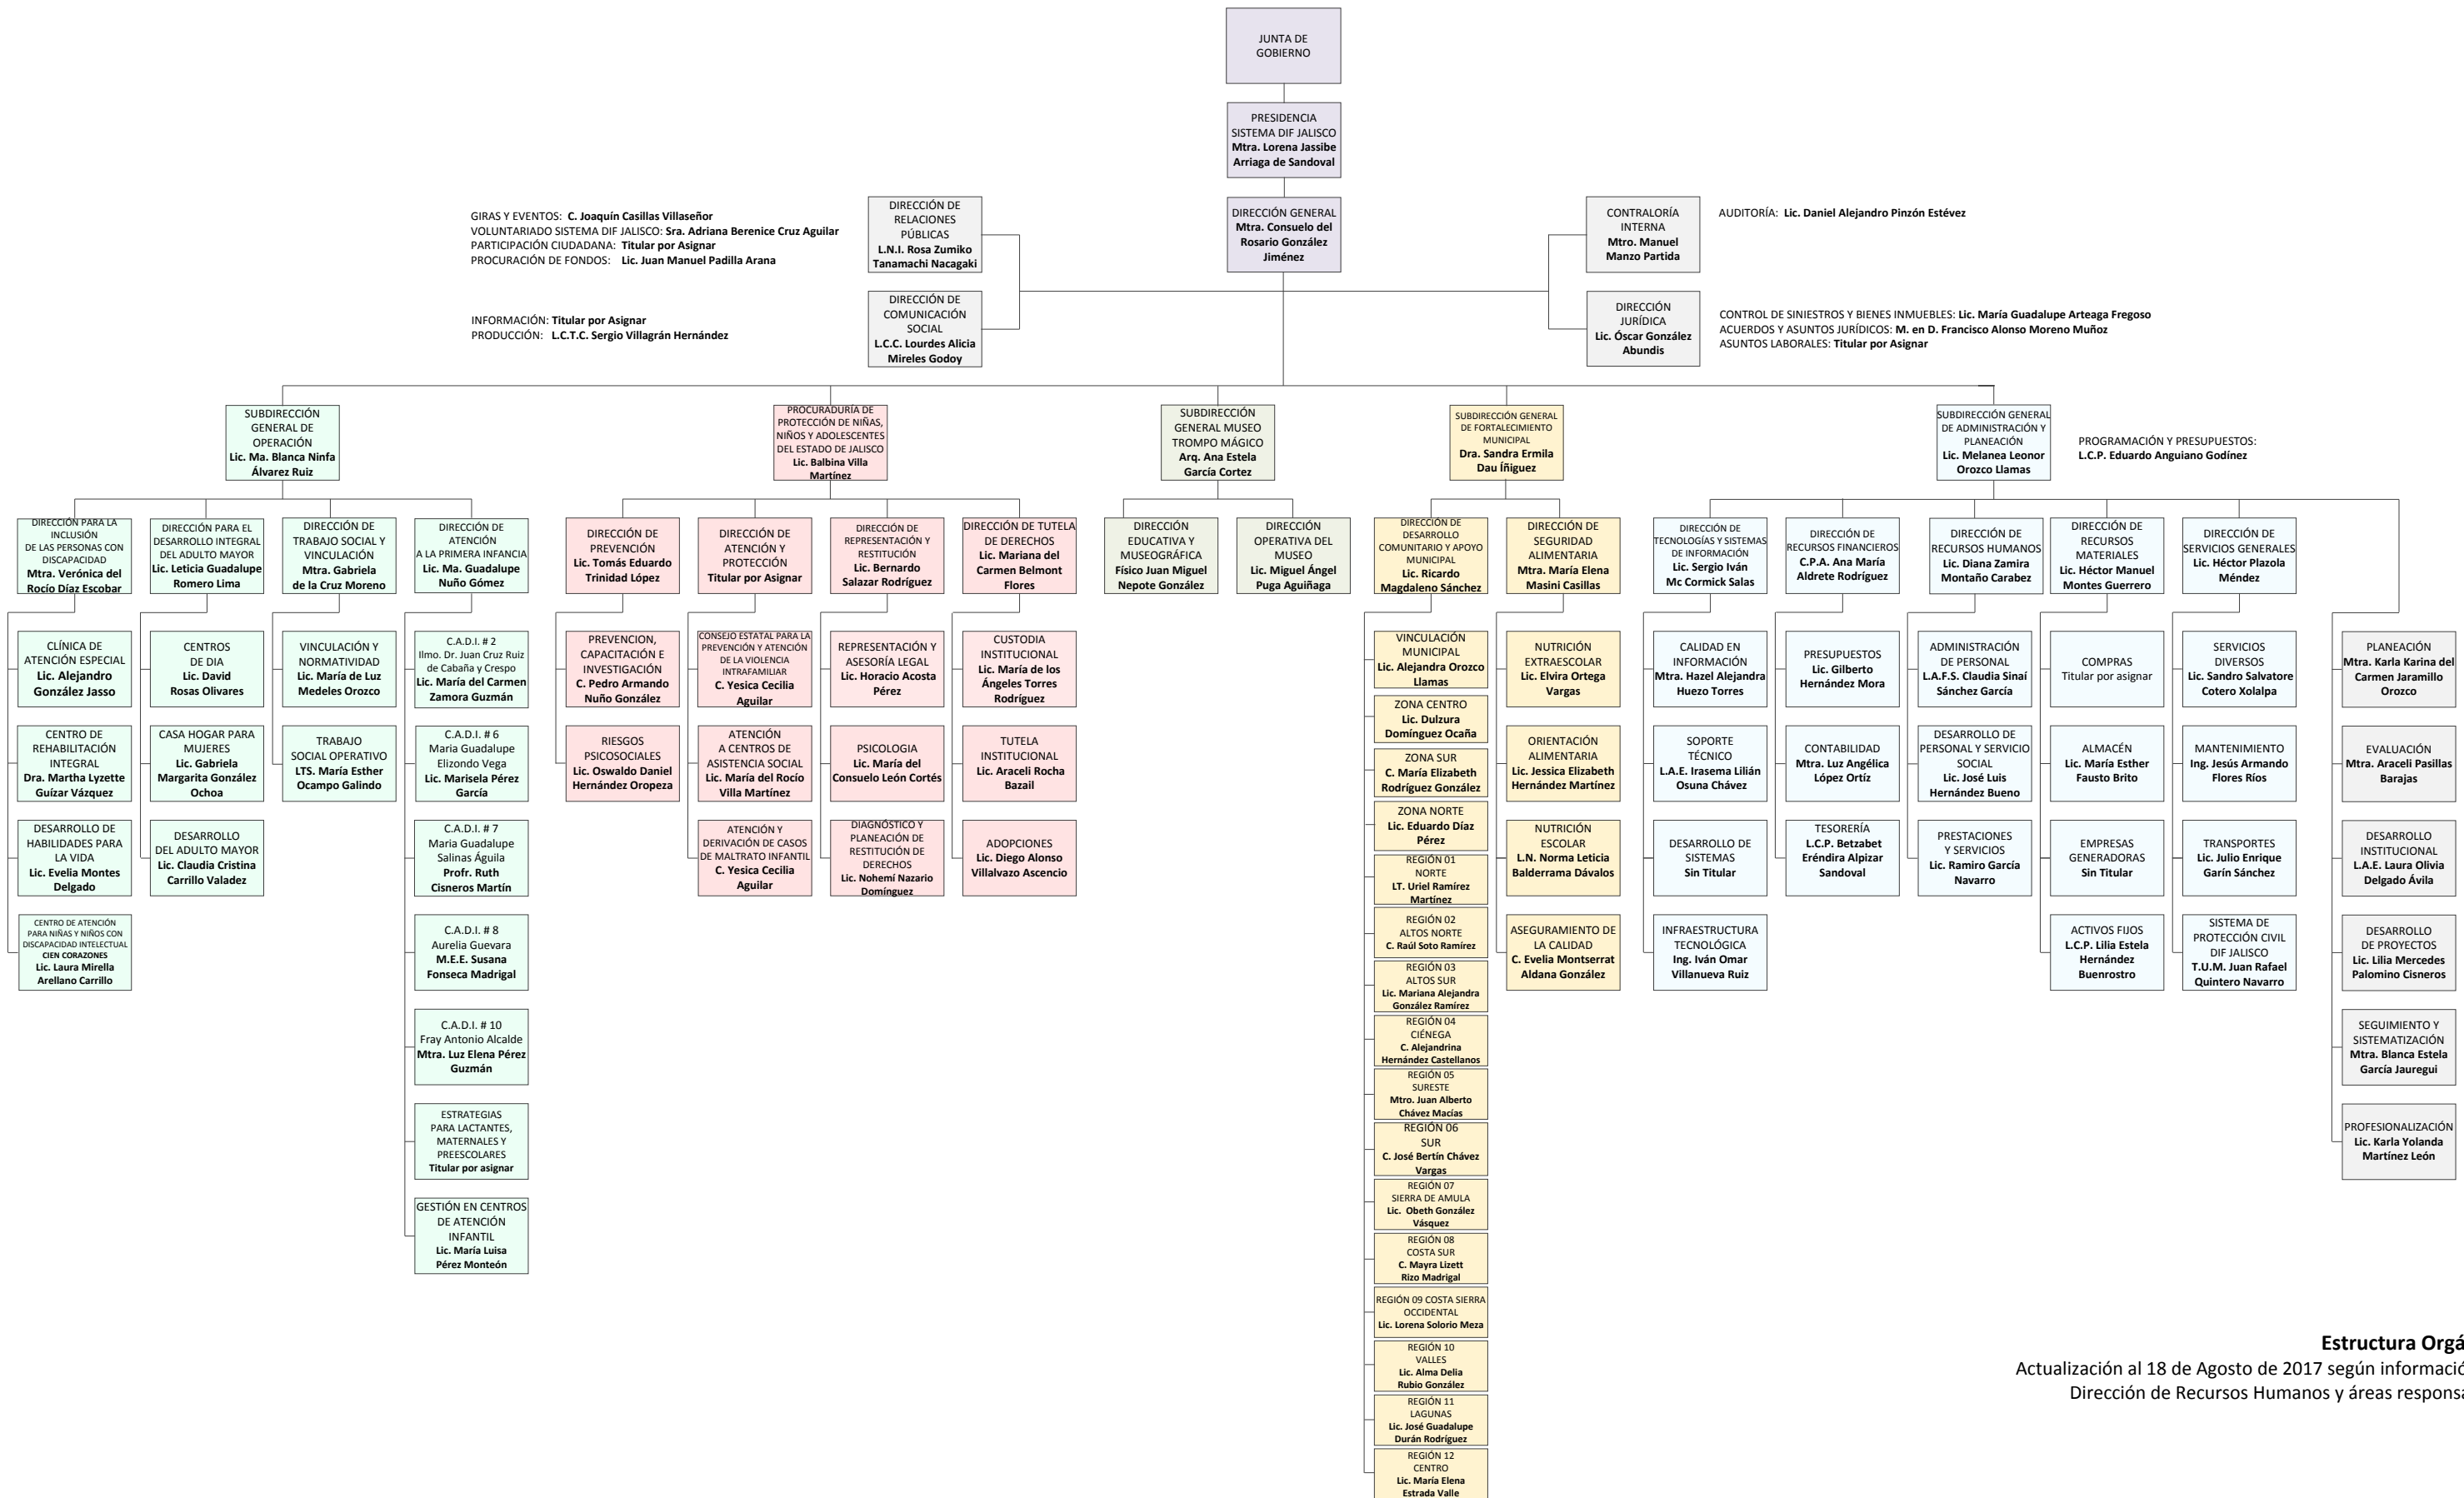 JUNTA DE
GOBIERNO
PRESIDENCIA
SISTEMA DIF JALISCO
Mtra. Lorena Jassibe
Arriaga de Sandoval
GIRAS Y EVENTOS: C. Joaquín Casillas Villaseñor
VOLUNTARIADO SISTEMA DIF JALISCO: Sra. Adriana Berenice Cruz Aguilar
PARTICIPACIÓN CIUDADANA: Titular por Asignar
PROCURACIÓN DE FONDOS: Lic. Juan Manuel Padilla Arana
DIRECCIÓN DE
RELACIONES
PÚBLICAS
L.N.I. Rosa Zumiko
Tanamachi Nacagaki
DIRECCIÓN GENERAL
Mtra. Consuelo del
Rosario González
Jiménez
CONTRALORÍA
INTERNA
Mtro. Manuel
Manzo Partida
AUDITORÍA: Lic. Daniel Alejandro Pinzón Estévez
INFORMACIÓN: Titular por Asignar
PRODUCCIÓN: L.C.T.C. Sergio Villagrán Hernández
DIRECCIÓN DE
COMUNICACIÓN
SOCIAL
L.C.C. Lourdes Alicia
Mireles Godoy
DIRECCIÓN
JURÍDICA
Lic. Óscar González
Abundis
CONTROL DE SINIESTROS Y BIENES INMUEBLES: Lic. María Guadalupe Arteaga Fregoso
ACUERDOS Y ASUNTOS JURÍDICOS: M. en D. Francisco Alonso Moreno Muñoz
ASUNTOS LABORALES: Titular por Asignar
SUBDIRECCIÓN
GENERAL DE
OPERACIÓN
Lic. Ma. Blanca Ninfa
Álvarez Ruiz
PROCURADURÍA DE
PROTECCIÓN DE NIÑAS,
NIÑOS Y ADOLESCENTES
DEL ESTADO DE JALISCO
Lic. Balbina Villa
Martínez
SUBDIRECCIÓN
GENERAL MUSEO
TROMPO MÁGICO
Arq. Ana Estela
García Cortez
SUBDIRECCIÓN GENERAL
DE FORTALECIMIENTO
MUNICIPAL
Dra. Sandra Ermila
Dau Íñiguez
SUBDIRECCIÓN GENERAL
DE ADMINISTRACIÓN Y
PLANEACIÓN
Lic. Melanea Leonor
Orozco Llamas
PROGRAMACIÓN Y PRESUPUESTOS:
L.C.P. Eduardo Anguiano Godínez
DIRECCIÓN PARA LA
INCLUSIÓN
DE LAS PERSONAS CON
DISCAPACIDAD
Mtra. Verónica del
Rocío Díaz Escobar
DIRECCIÓN PARA EL
DESARROLLO INTEGRAL
DEL ADULTO MAYOR
Lic. Leticia Guadalupe
Romero Lima
DIRECCIÓN DE
TRABAJO SOCIAL Y
VINCULACIÓN
Mtra. Gabriela
de la Cruz Moreno
DIRECCIÓN DE
ATENCIÓN
A LA PRIMERA INFANCIA
Lic. Ma. Guadalupe
Nuño Gómez
DIRECCIÓN DE
PREVENCIÓN
Lic. Tomás Eduardo
Trinidad López
DIRECCIÓN DE
ATENCIÓN Y
PROTECCIÓN
Titular por Asignar
DIRECCIÓN DE
REPRESENTACIÓN Y
RESTITUCIÓN
Lic. Bernardo
Salazar Rodríguez
DIRECCIÓN DE TUTELA
DE DERECHOS
Lic. Mariana del
Carmen Belmont
Flores
DIRECCIÓN
EDUCATIVA Y
MUSEOGRÁFICA
Físico Juan Miguel
Nepote González
DIRECCIÓN
OPERATIVA DEL
MUSEO
Lic. Miguel Ángel
Puga Aguiñaga
DIRECCIÓN DE
DESARROLLO
COMUNITARIO Y APOYO
MUNICIPAL
Lic. Ricardo
Magdaleno Sánchez
DIRECCIÓN DE
SEGURIDAD
ALIMENTARIA
Mtra. María Elena
Masini Casillas
DIRECCIÓN DE
TECNOLOGÍAS Y SISTEMAS
DE INFORMACIÓN
Lic. Sergio Iván
Mc Cormick Salas
DIRECCIÓN DE
RECURSOS FINANCIEROS
C.P.A. Ana María
Aldrete Rodríguez
DIRECCIÓN DE
RECURSOS HUMANOS
Lic. Diana Zamira
Montaño Carabez
DIRECCIÓN DE
RECURSOS
MATERIALES
Lic. Héctor Manuel
Montes Guerrero
DIRECCIÓN DE
SERVICIOS GENERALES
Lic. Héctor Plazola
Méndez
CLÍNICA DE
ATENCIÓN ESPECIAL
Lic. Alejandro
González Jasso
CENTRO DE
REHABILITACIÓN
INTEGRAL
Dra. Martha Lyzette
Guízar Vázquez
DESARROLLO DE
HABILIDADES PARA
LA VIDA
Lic. Evelia Montes
Delgado
CENTRO DE ATENCIÓN
PARA NIÑAS Y NIÑOS CON
DISCAPACIDAD INTELECTUAL
CIEN CORAZONES
Lic. Laura Mirella
Arellano Carrillo
CENTROS
DE DIA
Lic. David
Rosas Olivares
CASA HOGAR PARA
MUJERES
Lic. Gabriela
Margarita González
Ochoa
DESARROLLO
DEL ADULTO MAYOR
Lic. Claudia Cristina
Carrillo Valadez
VINCULACIÓN Y
NORMATIVIDAD
Lic. María de Luz
Medeles Orozco
TRABAJO
SOCIAL OPERATIVO
LTS. María Esther
Ocampo Galindo
C.A.D.I. # 2
Ilmo. Dr. Juan Cruz Ruiz
de Cabaña y Crespo
Lic. María del Carmen
Zamora Guzmán
C.A.D.I. # 6
Maria Guadalupe
Elizondo Vega
Lic. Marisela Pérez
García
C.A.D.I. # 7
Maria Guadalupe
Salinas Águila
Profr. Ruth
Cisneros Martín
C.A.D.I. # 8
Aurelia Guevara
M.E.E. Susana
Fonseca Madrigal
C.A.D.I. # 10
Fray Antonio Alcalde
Mtra. Luz Elena Pérez
Guzmán
ESTRATEGIAS
PARA LACTANTES,
MATERNALES Y
PREESCOLARES
Titular por asignar
GESTIÓN EN CENTROS
DE ATENCIÓN
INFANTIL
Lic. María Luisa
Pérez Monteón
PREVENCION,
CAPACITACIÓN E
INVESTIGACIÓN
C. Pedro Armando
Nuño González
RIESGOS
PSICOSOCIALES
Lic. Oswaldo Daniel
Hernández Oropeza
CONSEJO ESTATAL PARA LA
PREVENCIÓN Y ATENCIÓN
DE LA VIOLENCIA
INTRAFAMILIAR
C. Yesica Cecilia
Aguilar
ATENCIÓN
A CENTROS DE
ASISTENCIA SOCIAL
Lic. María del Rocío
Villa Martínez
ATENCIÓN Y
DERIVACIÓN DE CASOS
DE MALTRATO INFANTIL
C. Yesica Cecilia
Aguilar
REPRESENTACIÓN Y
ASESORÍA LEGAL
Lic. Horacio Acosta
Pérez
PSICOLOGIA
Lic. María del
Consuelo León Cortés
DIAGNÓSTICO Y
PLANEACIÓN DE
RESTITUCIÓN DE
DERECHOS
Lic. Nohemí Nazario
Domínguez
CUSTODIA
INSTITUCIONAL
Lic. María de los
Ángeles Torres
Rodríguez
TUTELA
INSTITUCIONAL
Lic. Araceli Rocha
Bazail
ADOPCIONES
Lic. Diego Alonso
Villalvazo Ascencio
VINCULACIÓN
MUNICIPAL
Lic. Alejandra Orozco
Llamas
ZONA CENTRO
Lic. Dulzura
Domínguez Ocaña
ZONA SUR
C. María Elizabeth
Rodríguez González
ZONA NORTE
Lic. Eduardo Díaz
Pérez
REGIÓN 01
NORTE
LT. Uriel Ramírez
Martínez
REGIÓN 02
ALTOS NORTE
C. Raúl Soto Ramírez
REGIÓN 03
ALTOS SUR
Lic. Mariana Alejandra
González Ramírez
REGIÓN 04
CIÉNEGA
C. Alejandrina
Hernández Castellanos
REGIÓN 05
SURESTE
Mtro. Juan Alberto
Chávez Macías
REGIÓN 06
SUR
C. José Bertín Chávez
Vargas
REGIÓN 07
SIERRA DE AMULA
Lic. Obeth González
Vásquez
REGIÓN 08
COSTA SUR
C. Mayra Lizett
Rizo Madrigal
REGIÓN 09 COSTA SIERRA
OCCIDENTAL
Lic. Lorena Solorio Meza
REGIÓN 10
VALLES
Lic. Alma Delia
Rubio González
REGIÓN 11
LAGUNAS
Lic. José Guadalupe
Durán Rodríguez
REGIÓN 12
CENTRO
Lic. María Elena
Estrada Valle
NUTRICIÓN
EXTRAESCOLAR
Lic. Elvira Ortega
Vargas
ORIENTACIÓN
ALIMENTARIA
Lic. Jessica Elizabeth
Hernández Martínez
NUTRICIÓN
ESCOLAR
L.N. Norma Leticia
Balderrama Dávalos
ASEGURAMIENTO DE
LA CALIDAD
C. Evelia Montserrat
Aldana González
CALIDAD EN
INFORMACIÓN
Mtra. Hazel Alejandra
Huezo Torres
SOPORTE
TÉCNICO
L.A.E. Irasema Lilián
Osuna Chávez
DESARROLLO DE
SISTEMAS
Sin Titular
INFRAESTRUCTURA
TECNOLÓGICA
Ing. Iván Omar
Villanueva Ruiz
PRESUPUESTOS
Lic. Gilberto
Hernández Mora
CONTABILIDAD
Mtra. Luz Angélica
López Ortíz
TESORERÍA
L.C.P. Betzabet
Eréndira Alpizar
Sandoval
ADMINISTRACIÓN
DE PERSONAL
L.A.F.S. Claudia Sinaí
Sánchez García
DESARROLLO DE
PERSONAL Y SERVICIO
SOCIAL
Lic. José Luis
Hernández Bueno
PRESTACIONES
Y SERVICIOS
Lic. Ramiro García
Navarro
COMPRAS
Titular por asignar
ALMACÉN
Lic. María Esther
Fausto Brito
EMPRESAS
GENERADORAS
Sin Titular
ACTIVOS FIJOS
L.C.P. Lilia Estela
Hernández
Buenrostro
SERVICIOS
DIVERSOS
Lic. Sandro Salvatore
Cotero Xolalpa
MANTENIMIENTO
Ing. Jesús Armando
Flores Ríos
TRANSPORTES
Lic. Julio Enrique
Garín Sánchez
SISTEMA DE
PROTECCIÓN CIVIL
DIF JALISCO
T.U.M. Juan Rafael
Quintero Navarro
PLANEACIÓN
Mtra. Karla Karina del
Carmen Jaramillo
Orozco
EVALUACIÓN
Mtra. Araceli Pasillas
Barajas
DESARROLLO
INSTITUCIONAL
L.A.E. Laura Olivia
Delgado Ávila
DESARROLLO
DE PROYECTOS
Lic. Lilia Mercedes
Palomino Cisneros
SEGUIMIENTO Y
SISTEMATIZACIÓN
Mtra. Blanca Estela
García Jauregui
PROFESIONALIZACIÓN
Lic. Karla Yolanda
Martínez León
Estructura Orgá
Actualización al 18 de Agosto de 2017 según informació
Dirección de Recursos Humanos y áreas responsa